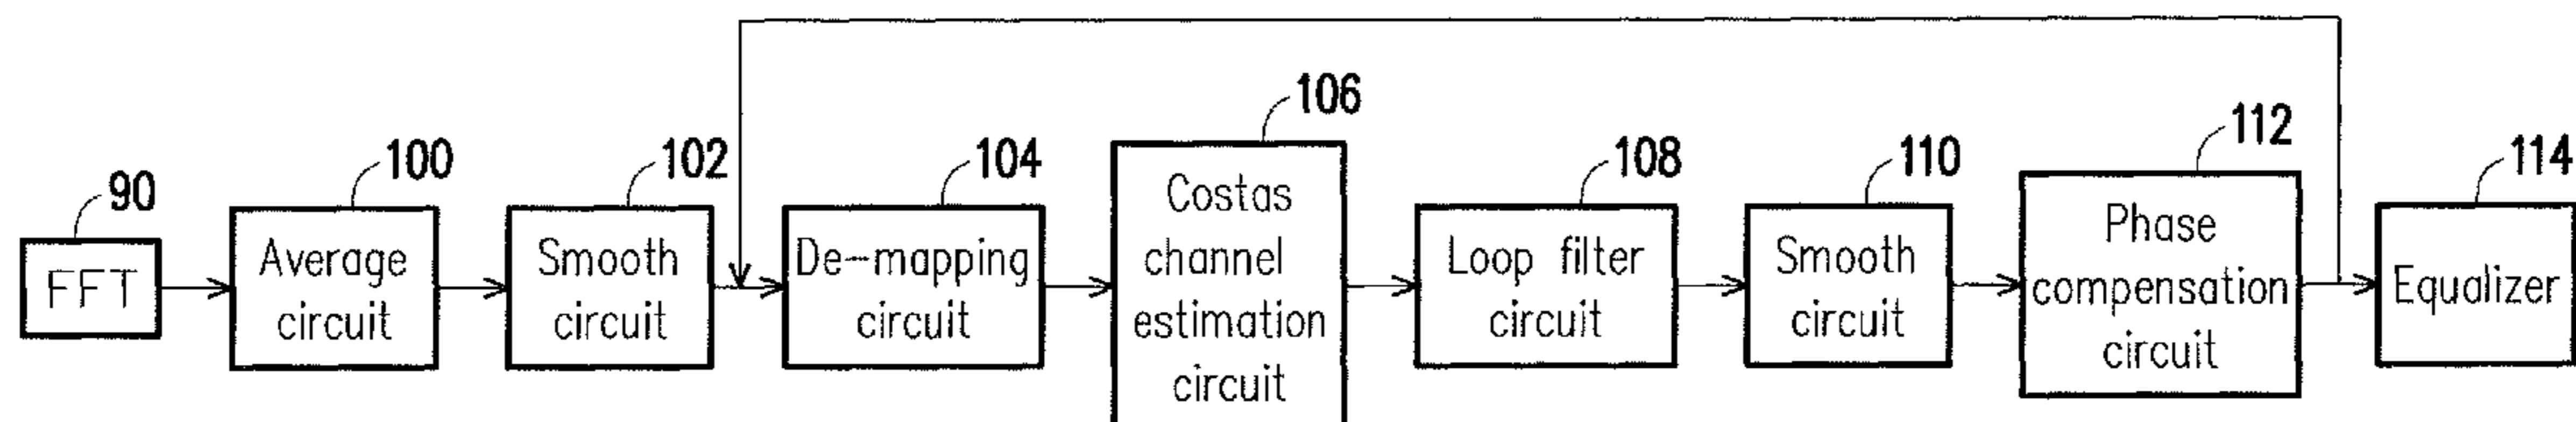 90
FFT
100
Average
circuit
102
Smooth
circuit
104
De-mapping
circuit
106
Costas
channel
estimation
circuit
108
Loop filter
circuit
110
Smooth
circuit
112
Phase
compensation
circuit
114
Equalizer